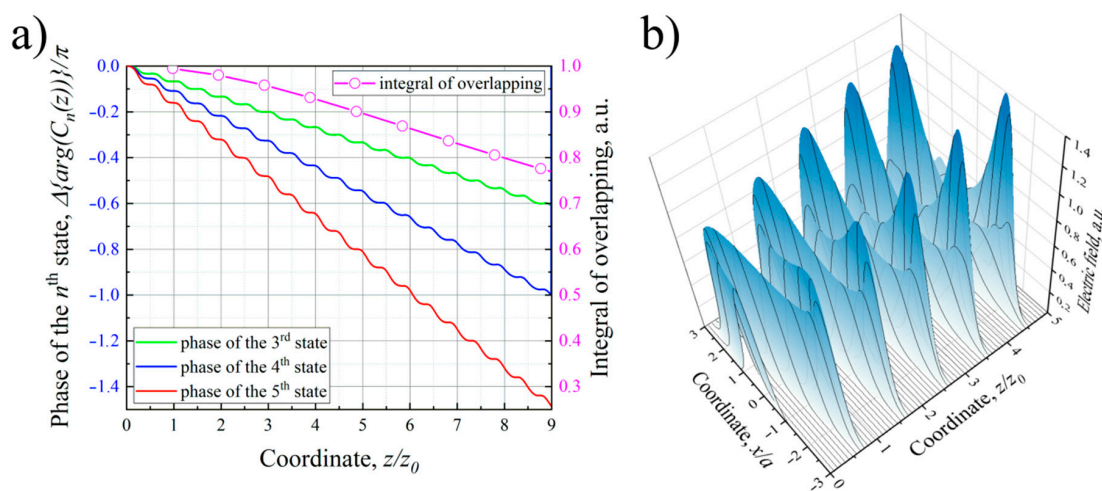 a)
Phase of the nth state, Δ{arg(Cn(z))}/π
0.0
−0.2
−0.4
−0.6
−0.8
−1.0
−1.2
−1.4
integral of overlapping
phase of the 3rd state
phase of the 4th state
phase of the 5th state
0 1 2 3 4 5 6 7 8 9
Coordinate, z/z0
1.0
0.9
0.8
0.7
0.6
0.5
0.4
0.3
Integral of overlapping, a.u.
b)
1.4
1.2
1.0
0.8
0.6
0.4
0.2
Electric field, a.u.
3 2 1 0 −1 −2 −3
Coordinate, x/a
0 1 2 3 4 5
Coordinate, z/z0